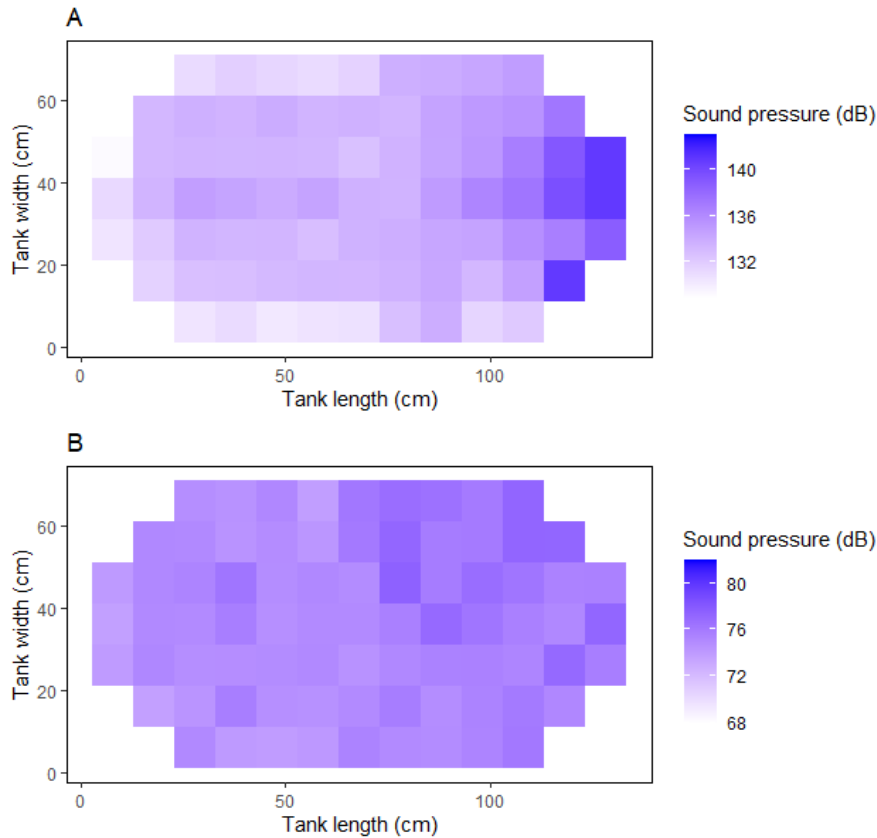 A
Tank width (cm)
60
40
20
0
0 50 100
Tank length (cm)
Sound pressure (dB)
140
136
132
B
Tank width (cm)
60
40
20
0
0 50 100
Tank length (cm)
Sound pressure (dB)
80
76
72
68